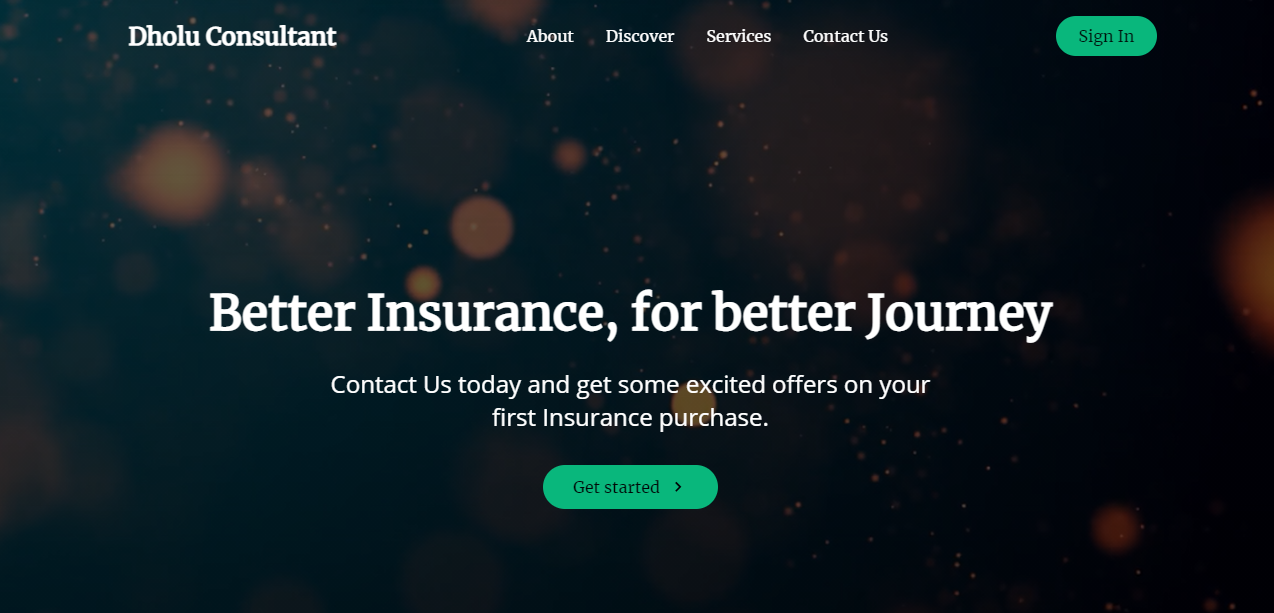 Dholu Consultant
About
Discover
Services
Contact Us
Sign In
Better Insurance, for better Journey
Contact Us today and get some excited offers on your
first Insurance purchase.
Get started